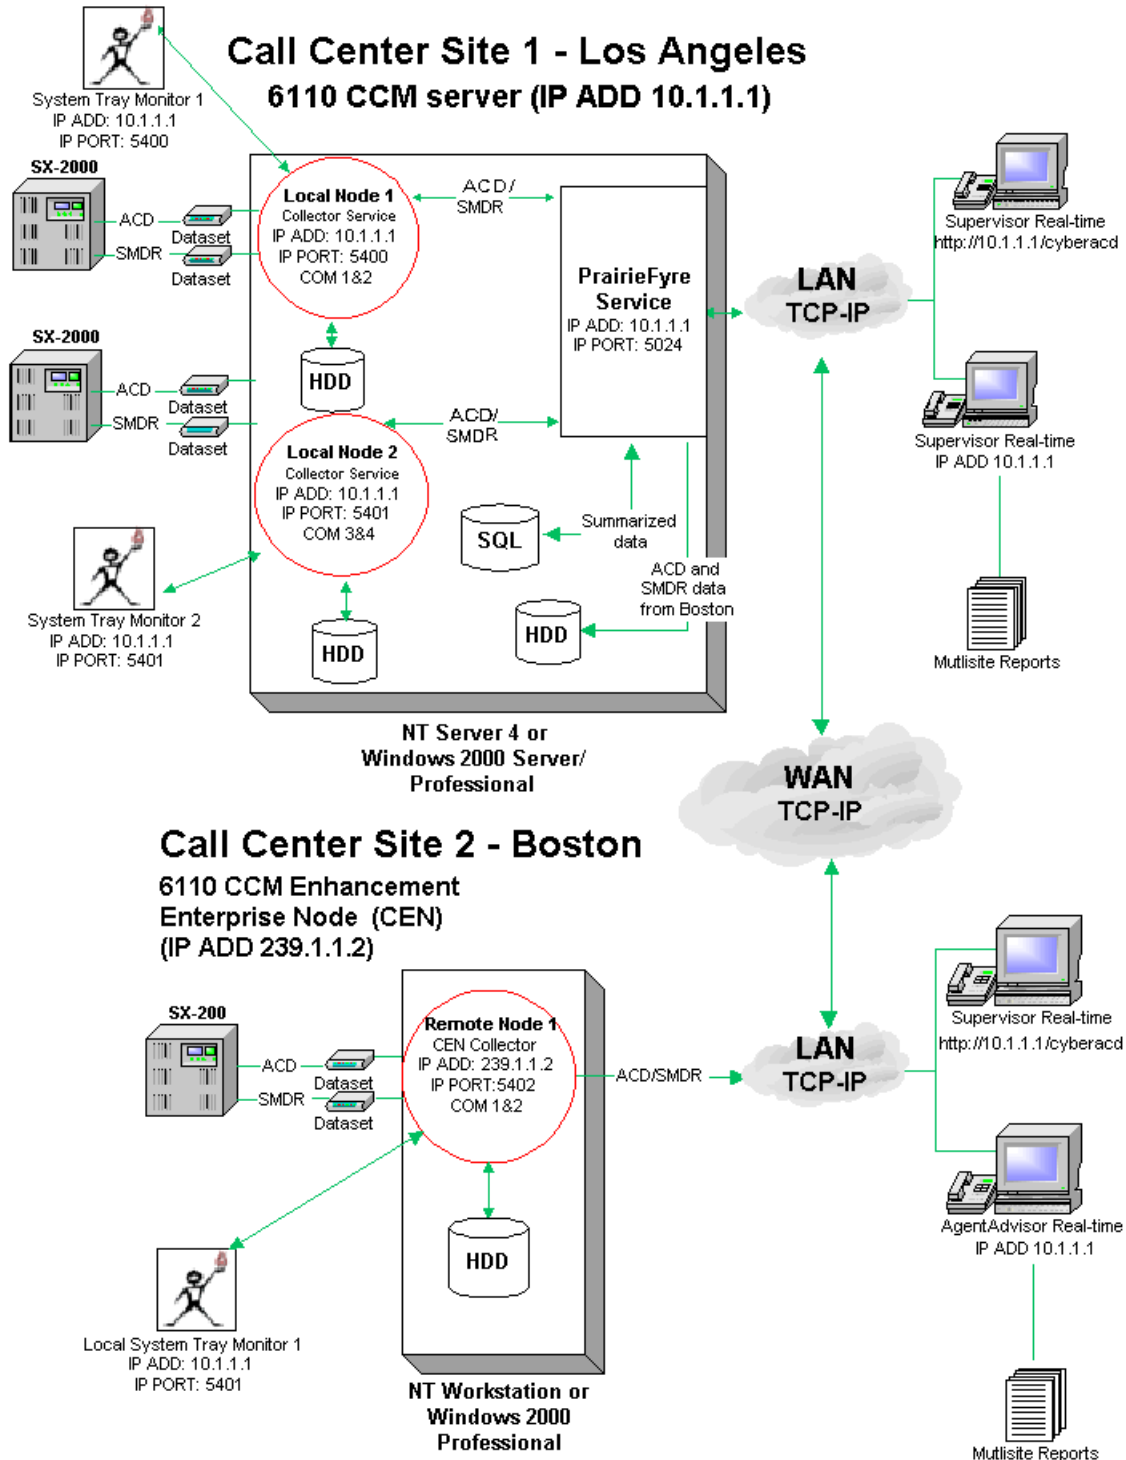 Call Center Site 1 - Los Angeles
6110 CCM server (IP ADD 10.1.1.1)
System Tray Monitor 1
IP ADD: 10.1.1.1
IP PORT: 5400
SX-2000
ACD
SMDR
Dataset
Dataset
Local Node 1
Collector Service
IP ADD: 10.1.1.1
IP PORT: 5400
COM 1&2
ACD/
SMDR
PrairieFyre
Service
IP ADD: 10.1.1.1
IP PORT: 5024
LAN
TCP-IP
Supervisor Real-time
http://10.1.1.1/cyberacd
SX-2000
ACD
SMDR
Dataset
Dataset
HDD
ACD/
SMDR
Local Node 2
Collector Service
IP ADD: 10.1.1.1
IP PORT: 5401
COM 3&4
Supervisor Real-time
IP ADD 10.1.1.1
SQL
Summarized
data
ACD and
SMDR data
from Boston
HDD
HDD
System Tray Monitor 2
IP ADD: 10.1.1.1
IP PORT: 5401
Mutlisite Reports
NT Server 4 or
Windows 2000 Server/
Professional
WAN
TCP-IP
Call Center Site 2 - Boston
6110 CCM Enhancement
Enterprise Node (CEN)
(IP ADD 239.1.1.2)
SX-200
ACD
SMDR
Dataset
Dataset
Remote Node 1
CEN Collector
IP ADD: 239.1.1.2
IP PORT:5402
COM 1&2
ACD/SMDR
LAN
TCP-IP
Supervisor Real-time
http://10.1.1.1/cyberacd
HDD
AgentAdvisor Real-time
IP ADD 10.1.1.1
Local System Tray Monitor 1
IP ADD: 10.1.1.1
IP PORT: 5401
NT Workstation or
Windows 2000
Professional
Mutlisite Reports